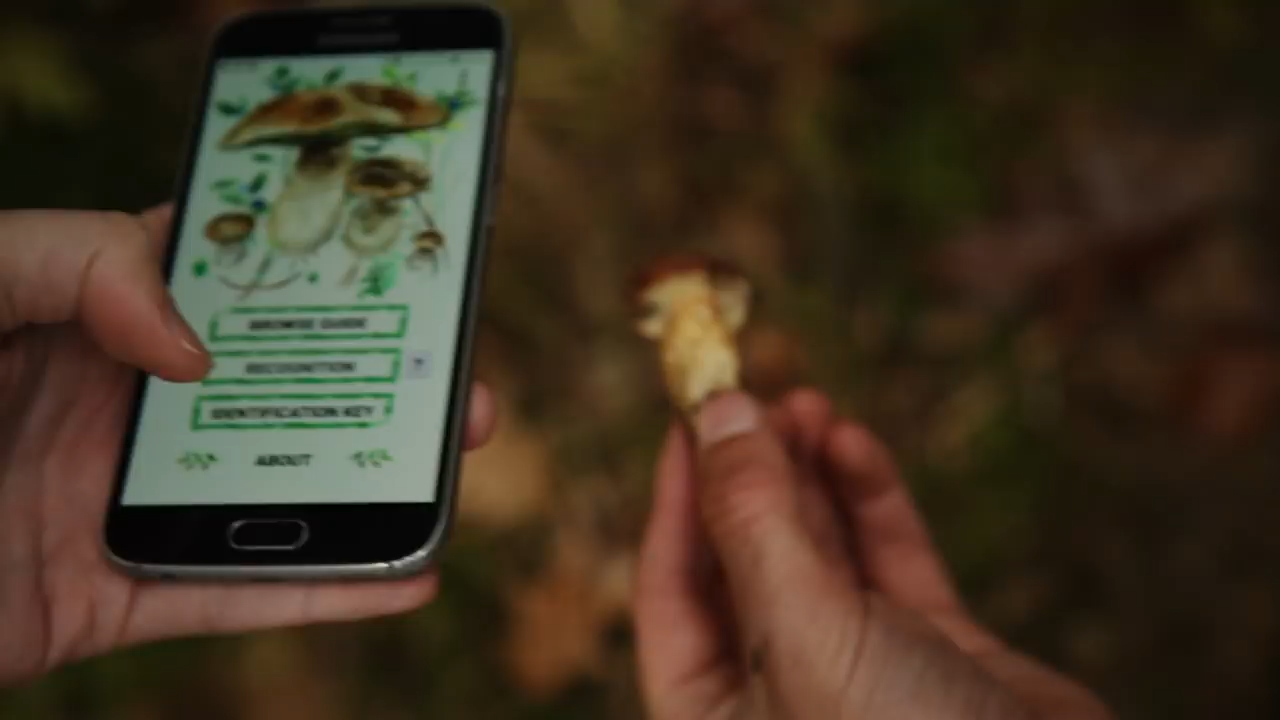 BROWSE GUIDE
RECOGNITION
?
IDENTIFICATION KEY
ABOUT